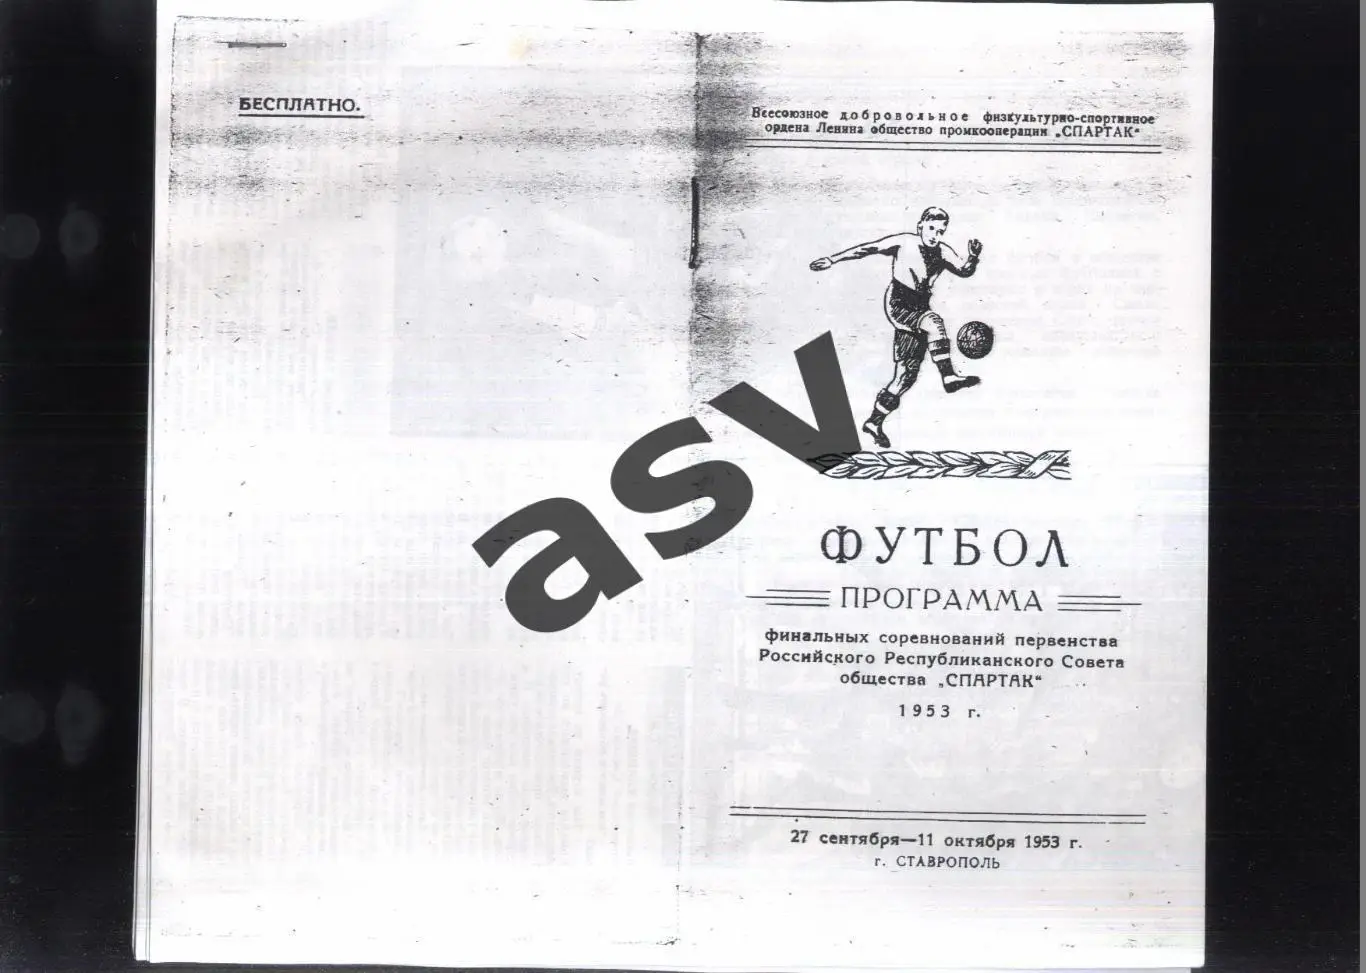 БЕСПЛАТНО.
Всесоюзное добровольное физкультурно-спортивное
ордена Ленина общество промкооперации „СПАРТАК"
ФУТБОЛ
ПРОГРАММА
финальных соревнований первенства
Российского Республиканского Совета
общества „СПАРТАК"
1953 г.
27 сентября—11 октября 1953 г.
г. СТАВРОПОЛЬ
asv